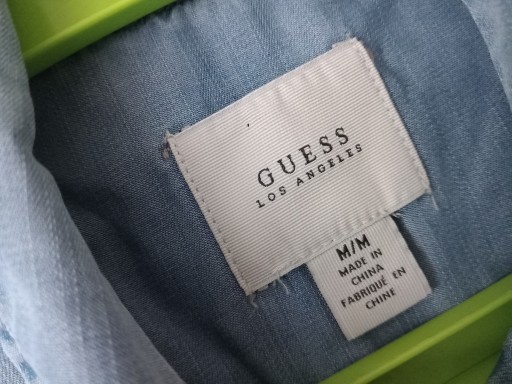 GUESS
LOS ANGELES
M/M
MADE IN
CHINA
FABRIQUÉ EN
CHINE